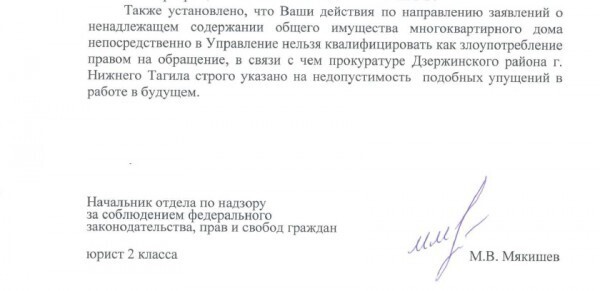 Также установлено, что Ваши действия по направлению заявлений о
ненадлежащем содержании общего имущества многоквартирного дома
непосредственно в Управление нельзя квалифицировать как злоупотребление
правом на обращение, в связи с чем прокуратуре Дзержинского района г.
Нижнего Тагила строго указано на недопустимость подобных упущений в
работе в будущем.
Начальник отдела по надзору
за соблюдением федерального
законодательства, прав и свобод граждан
юрист 2 класса
М.В. Мякишев